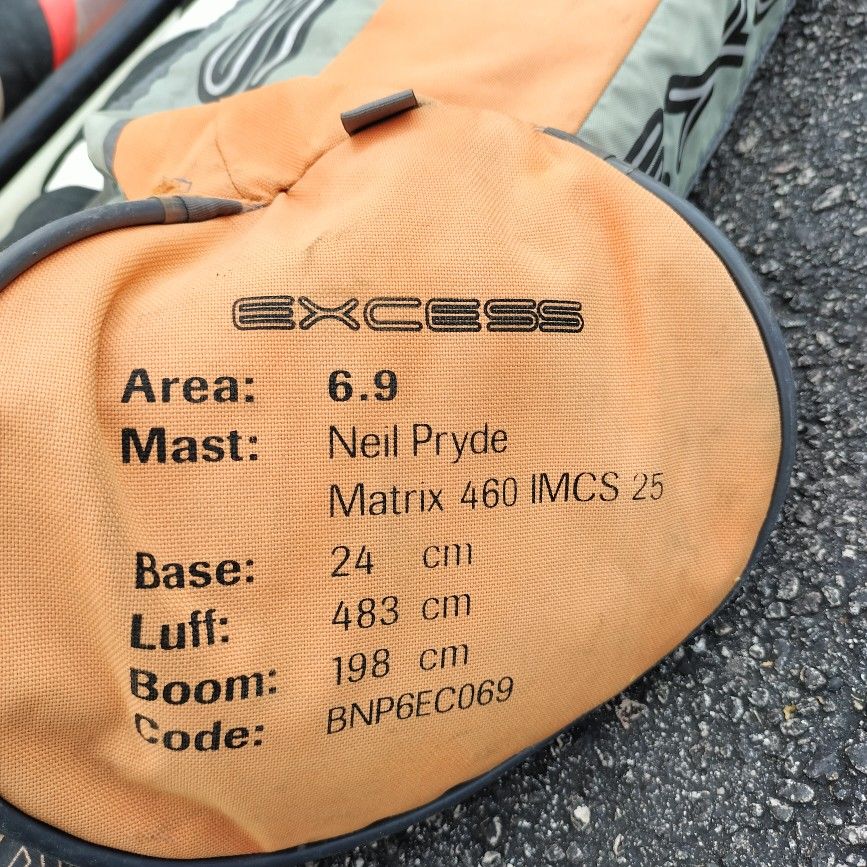 EXCESS
Area: 6.9
Mast: Neil Pryde
Matrix 460 IMCS 25
Base: 24 cm
Luff: 483 cm
Boom: 198 cm
Code: BNP6EC069